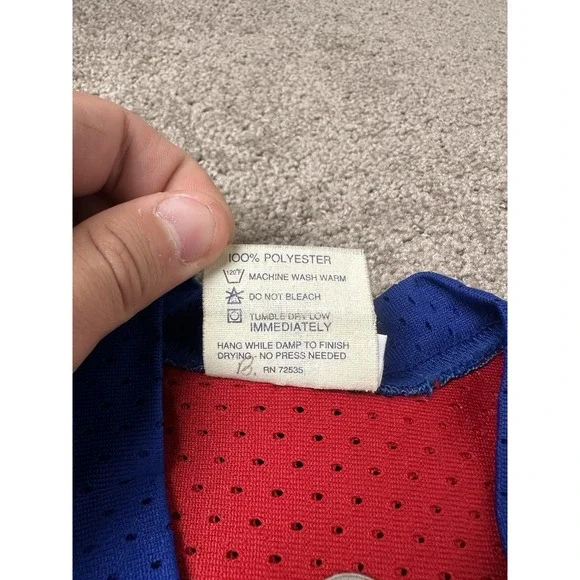 100% POLYESTER
120° MACHINE WASH WARM
DO NOT BLEACH
TUMBLE DRY LOW
IMMEDIATELY
HANG WHILE DAMP TO FINISH
DRYING - NO PRESS NEEDED
RN 72535